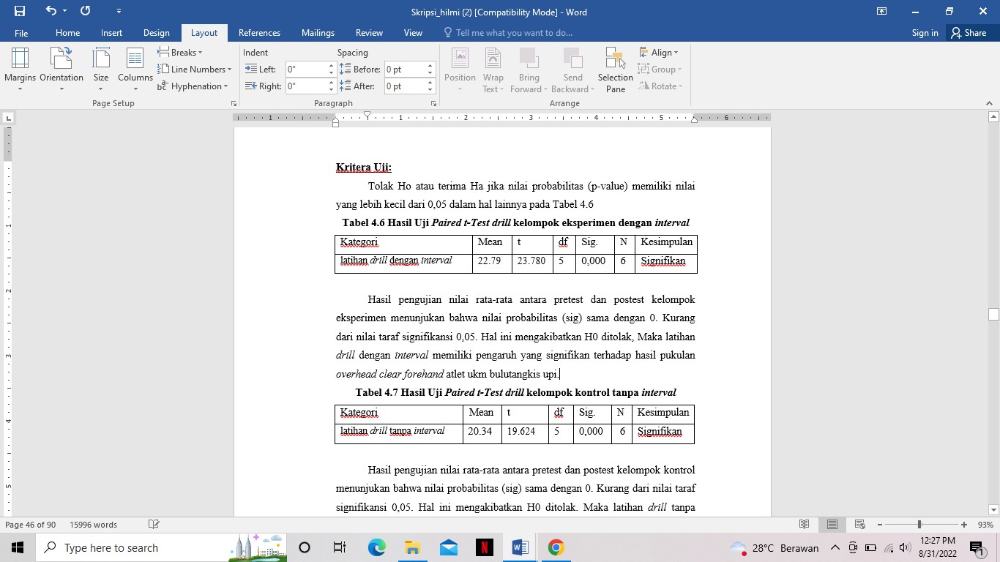 Skripsi_hilmi (2) [Compatibility Mode] - Word
File Home Insert Design Layout References Mailings Review View Tell me what you want to do... Sign in Share
Margins Orientation Size Columns Breaks Line Numbers Hyphenation
Page Setup
Indent Spacing
Left: 0" Before: 0 pt
Right: 0" After: 0 pt
Paragraph
Position Wrap Text Bring Forward Send Backward Selection Pane Align Group Rotate
Arrange
1 1 2 3 4 5 6
1
2
3
4
5
Kritera Uji:
Tolak Ho atau terima Ha jika nilai probabilitas (p-value) memiliki nilai
yang lebih kecil dari 0,05 dalam hal lainnya pada Tabel 4.6
Tabel 4.6 Hasil Uji Paired t-Test drill kelompok eksperimen dengan interval
Kategori Mean t df Sig. N Kesimpulan
latihan drill dengan interval 22.79 23.780 5 0,000 6 Signifikan
Hasil pengujian nilai rata-rata antara pretest dan postest kelompok
eksperimen menunjukan bahwa nilai probabilitas (sig) sama dengan 0. Kurang
dari nilai taraf signifikansi 0,05. Hal ini mengakibatkan H0 ditolak, Maka latihan
drill dengan interval memiliki pengaruh yang signifikan terhadap hasil pukulan
overhead clear forehand atlet ukm bulutangkis upi.
Tabel 4.7 Hasil Uji Paired t-Test drill kelompok kontrol tanpa interval
Kategori Mean t df Sig. N Kesimpulan
latihan drill tanpa interval 20.34 19.624 5 0,000 6 Signifikan
Hasil pengujian nilai rata-rata antara pretest dan postest kelompok kontrol
menunjukan bahwa nilai probabilitas (sig) sama dengan 0. Kurang dari nilai taraf
signifikansi 0,05. Hal ini mengakibatkan H0 ditolak. Maka latihan drill tanpa
Page 46 of 90 15996 words 93%
Type here to search 28°C Berawan 12:27 PM
8/31/2022